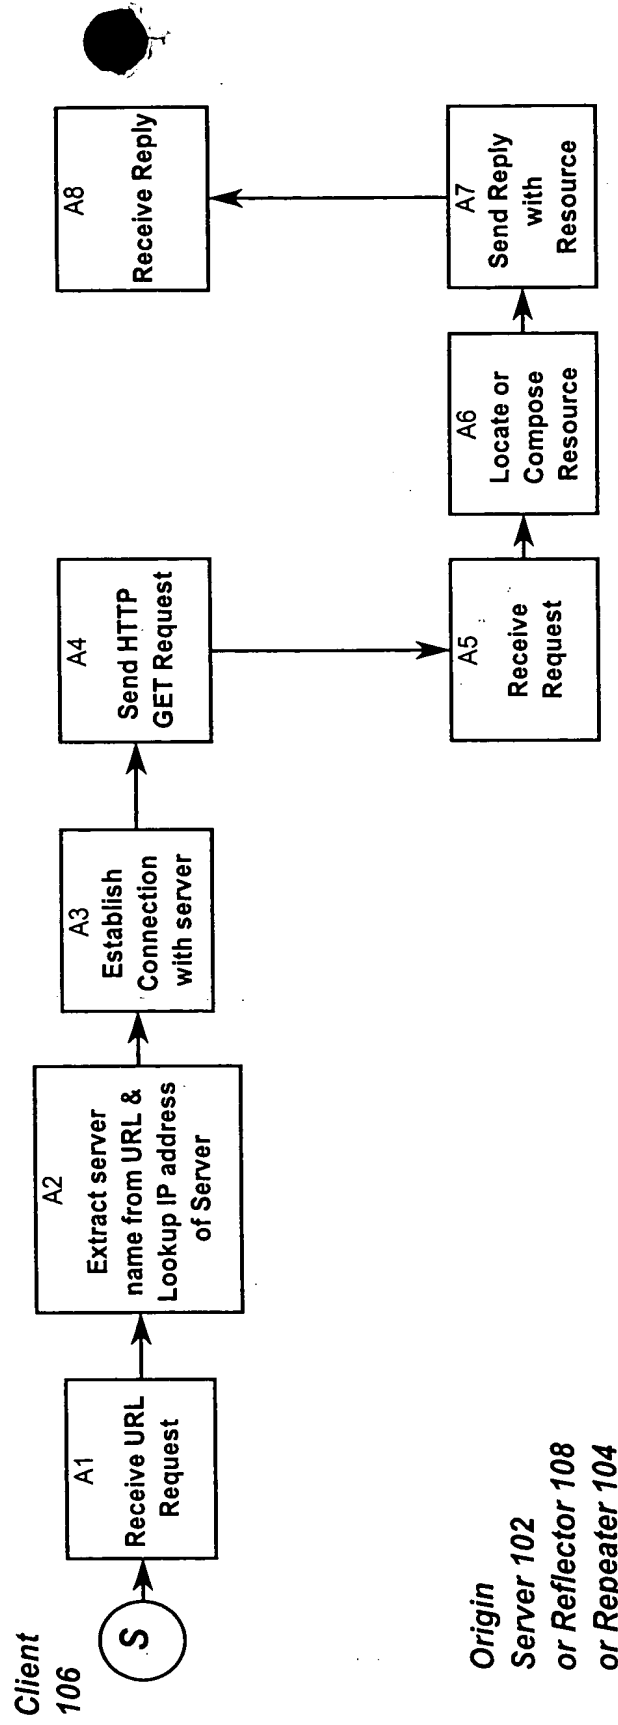 Client
106
S
A1
Receive URL
Request
A2
Extract server
name from URL &
Lookup IP address
of Server
A3
Establish
Connection
with server
A4
Send HTTP
GET Request
A8
Receive Reply
Origin
Server 102
or Reflector 108
or Repeater 104
A5
Receive
Request
A6
Locate or
Compose
Resource
A7
Send Reply
with
Resource